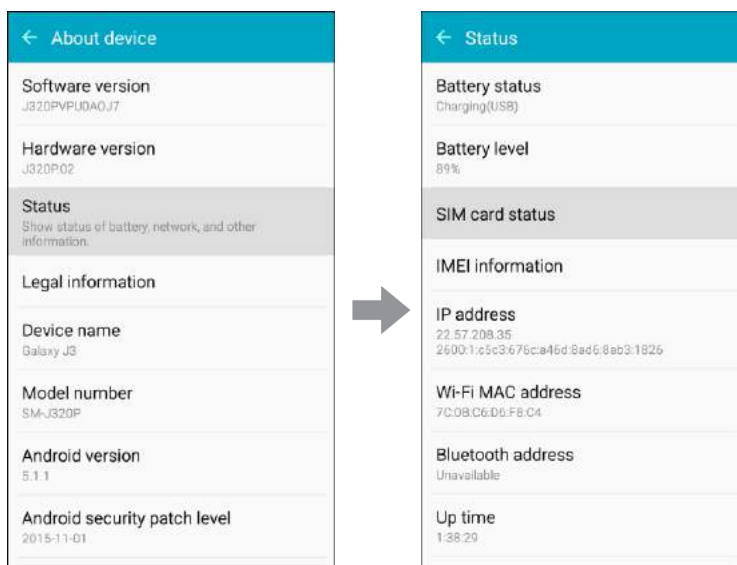 ← About device
Software version
J320PVPU0AOJ7
Hardware version
J320P.02
Status
Show status of battery, network, and other
information.
Legal information
Device name
Galaxy J3
Model number
SM-J320P
Android version
5.1.1
Android security patch level
2015-11-01
← Status
Battery status
Charging(USB)
Battery level
89%
SIM card status
IMEI information
IP address
22.57.208.35
2600:1:c5c3:676c:a46d:8ad6:8ab3:1826
Wi-Fi MAC address
7C:0B:C6:D6:F8:C4
Bluetooth address
Unavailable
Up time
1:38:29